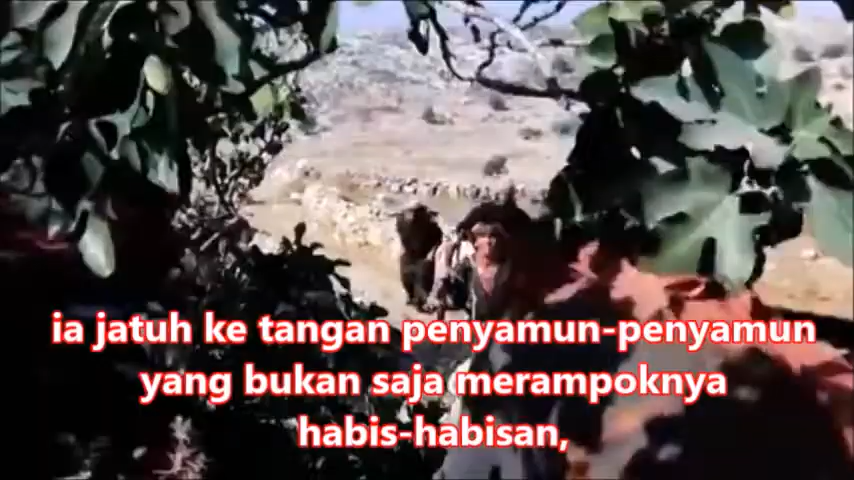 ia jatuh ke tangan penyamun-penyamun
yang bukan saja merampoknya
habis-habisan,